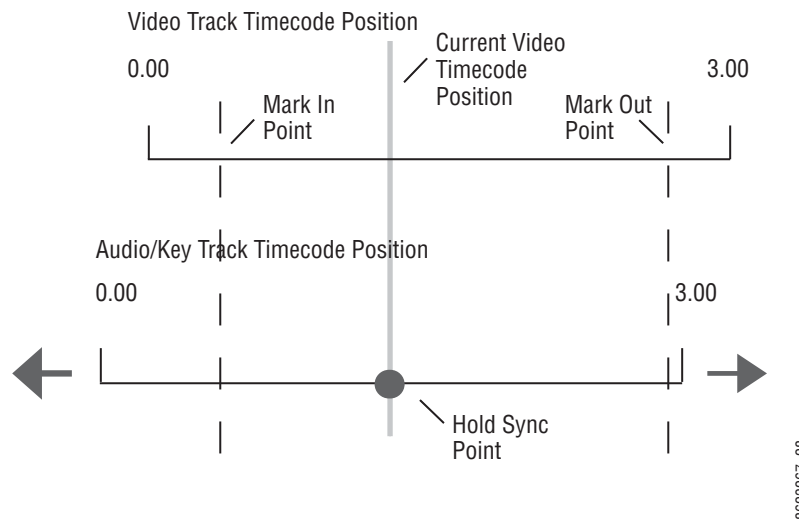 Video Track Timecode Position
0.00
Current Video
Timecode
Position
3.00
Mark In
Point
Mark Out
Point
Audio/Key Track Timecode Position
0.00
3.00
Hold Sync
Point